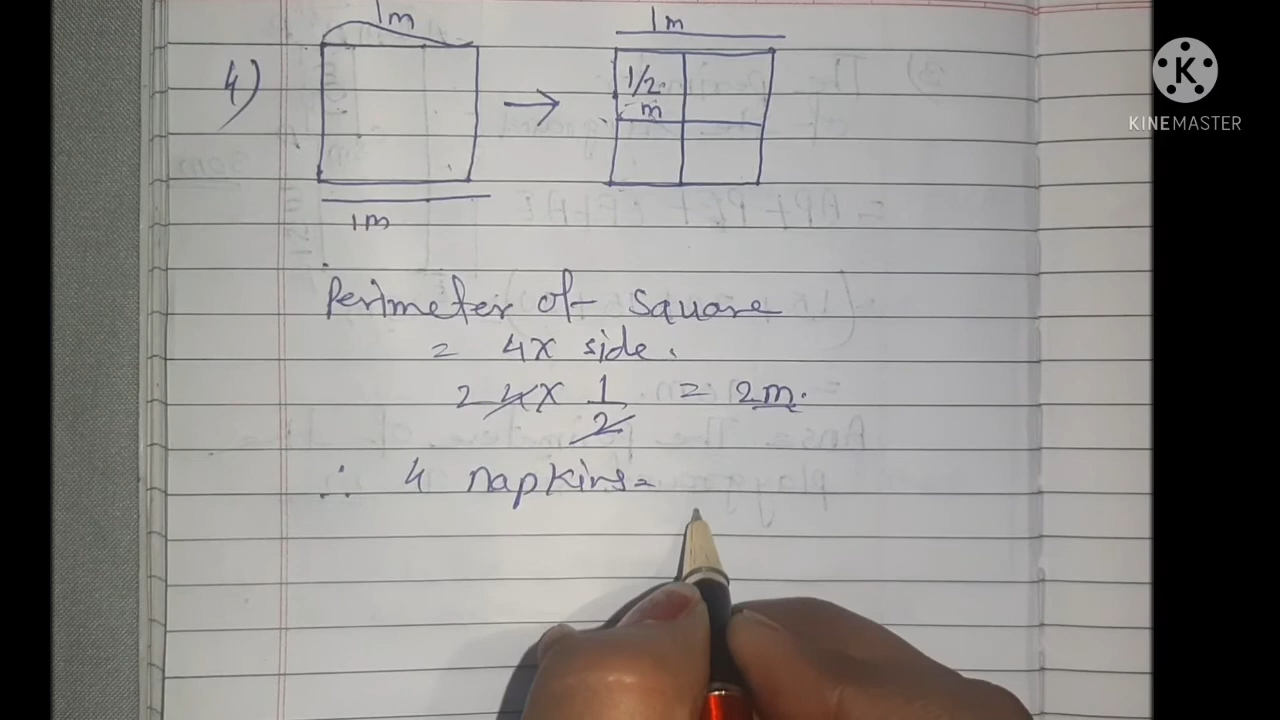 1m
1m
4)
1/2
m
1m
Perimeter of square
= 4x side.
= 4x 1/2 = 2m.
∴ 4 napkins=
KINEMASTER